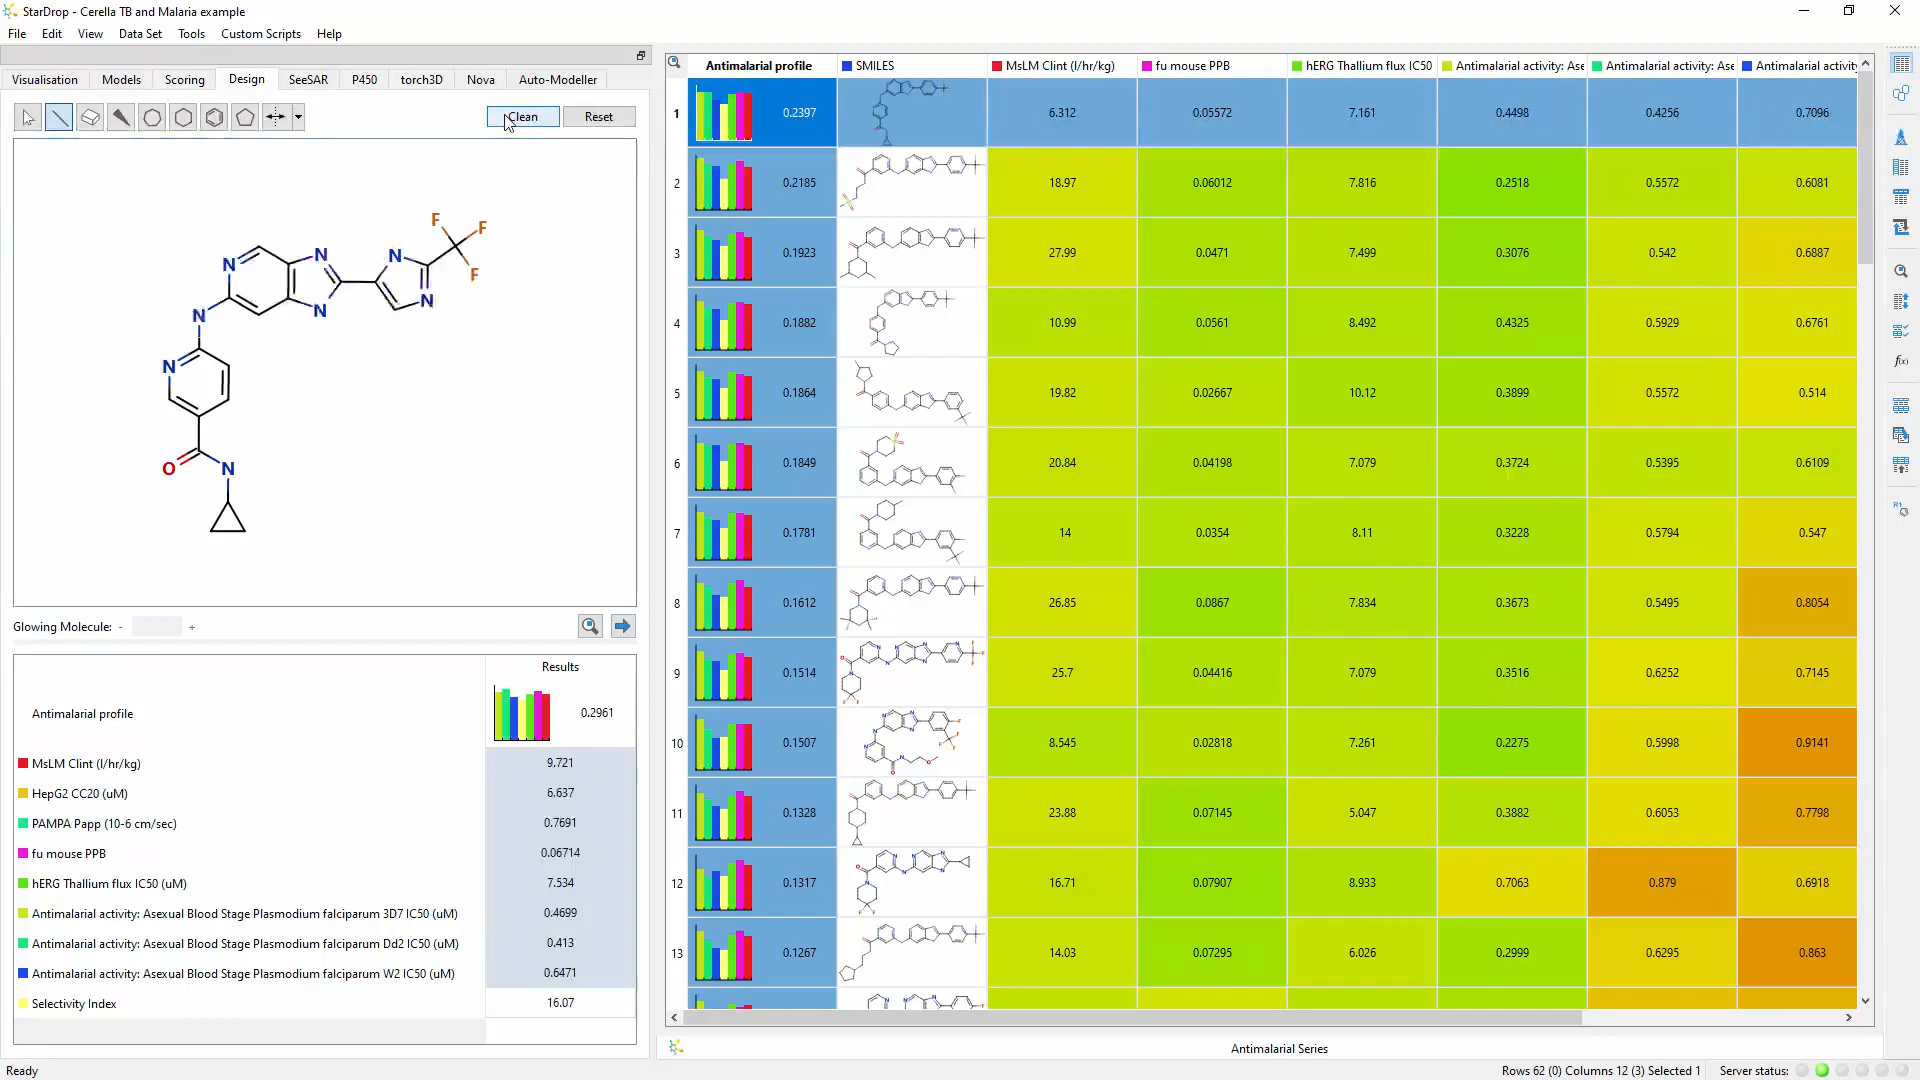 StarDrop - Cerella TB and Malaria example
File Edit View Data Set Tools Custom Scripts Help
Visualisation Models Scoring Design SeeSAR P450 torch3D Nova Auto-Modeller
Clean Reset
F
F
F
N
N
N
N
N
N
N
N
O
N
Glowing Molecule: - +
Results
Antimalarial profile 0.2961
MsLM Clint (l/hr/kg) 9.721
HepG2 CC20 (uM) 6.637
PAMPA Papp (10-6 cm/sec) 0.7691
fu mouse PPB 0.06714
hERG Thallium flux IC50 (uM) 7.534
Antimalarial activity: Asexual Blood Stage Plasmodium falciparum 3D7 IC50 (uM) 0.4699
Antimalarial activity: Asexual Blood Stage Plasmodium falciparum Dd2 IC50 (uM) 0.413
Antimalarial activity: Asexual Blood Stage Plasmodium falciparum W2 IC50 (uM) 0.6471
Selectivity Index 16.07
Antimalarial profile SMILES MsLM Clint (l/hr/kg) fu mouse PPB hERG Thallium flux IC50 Antimalarial activity: Ase Antimalarial activity: Ase Antimalarial activity
1 0.2397 6.312 0.05572 7.161 0.4498 0.4256 0.7096
2 0.2185 18.97 0.06012 7.816 0.2518 0.5572 0.6081
3 0.1923 27.99 0.0471 7.499 0.3076 0.542 0.6887
4 0.1882 10.99 0.0561 8.492 0.4325 0.5929 0.6761
5 0.1864 19.82 0.02667 10.12 0.3899 0.5572 0.514
6 0.1849 20.84 0.04198 7.079 0.3724 0.5395 0.6109
7 0.1781 14 0.0354 8.11 0.3228 0.5794 0.547
8 0.1612 26.85 0.0867 7.834 0.3673 0.5495 0.8054
9 0.1514 25.7 0.04416 7.079 0.3516 0.6252 0.7145
10 0.1507 8.545 0.02818 7.261 0.2275 0.5998 0.9141
11 0.1328 23.88 0.07145 5.047 0.3882 0.6053 0.7798
12 0.1317 16.71 0.07907 8.933 0.7063 0.879 0.6918
13 0.1267 14.03 0.07295 6.026 0.2999 0.6295 0.863
f(x)
R1
Antimalarial Series
Ready
Rows 62 (0) Columns 12 (3) Selected 1 Server status: